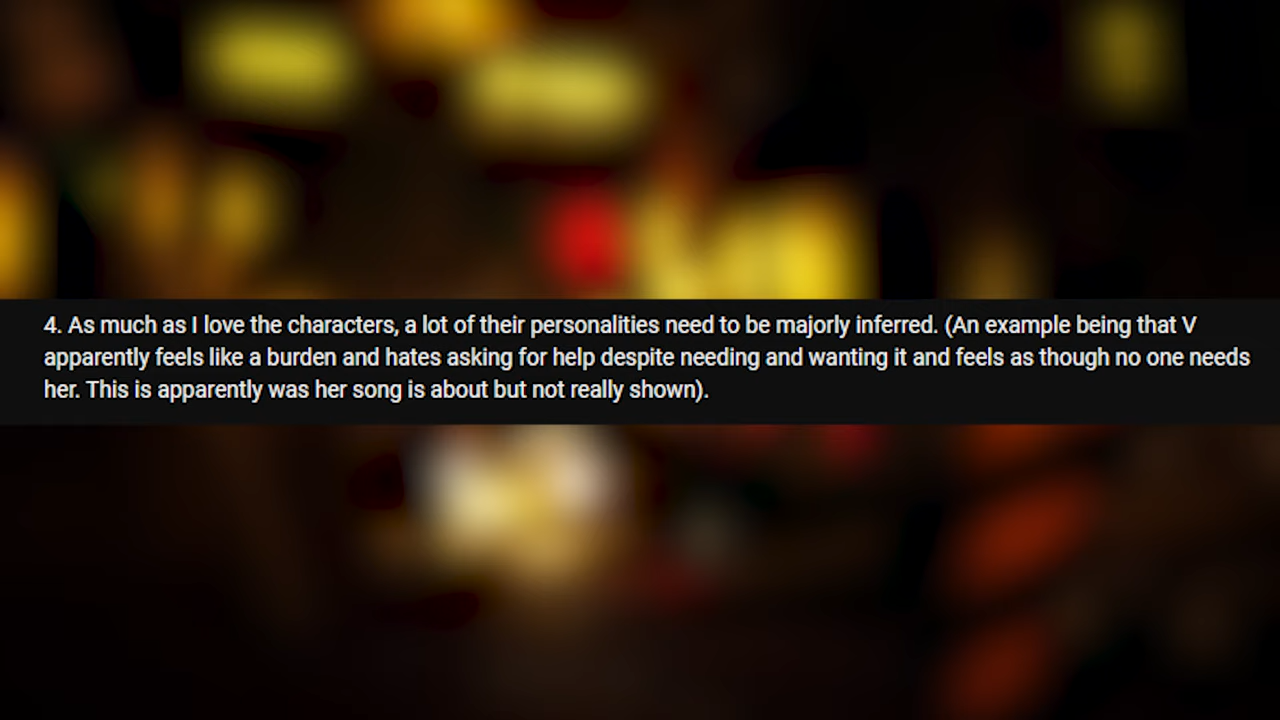 4. As much as I love the characters, a lot of their personalities need to be majorly inferred. (An example being that V
apparently feels like a burden and hates asking for help despite needing and wanting it and feels as though no one needs
her. This is apparently was her song is about but not really shown).